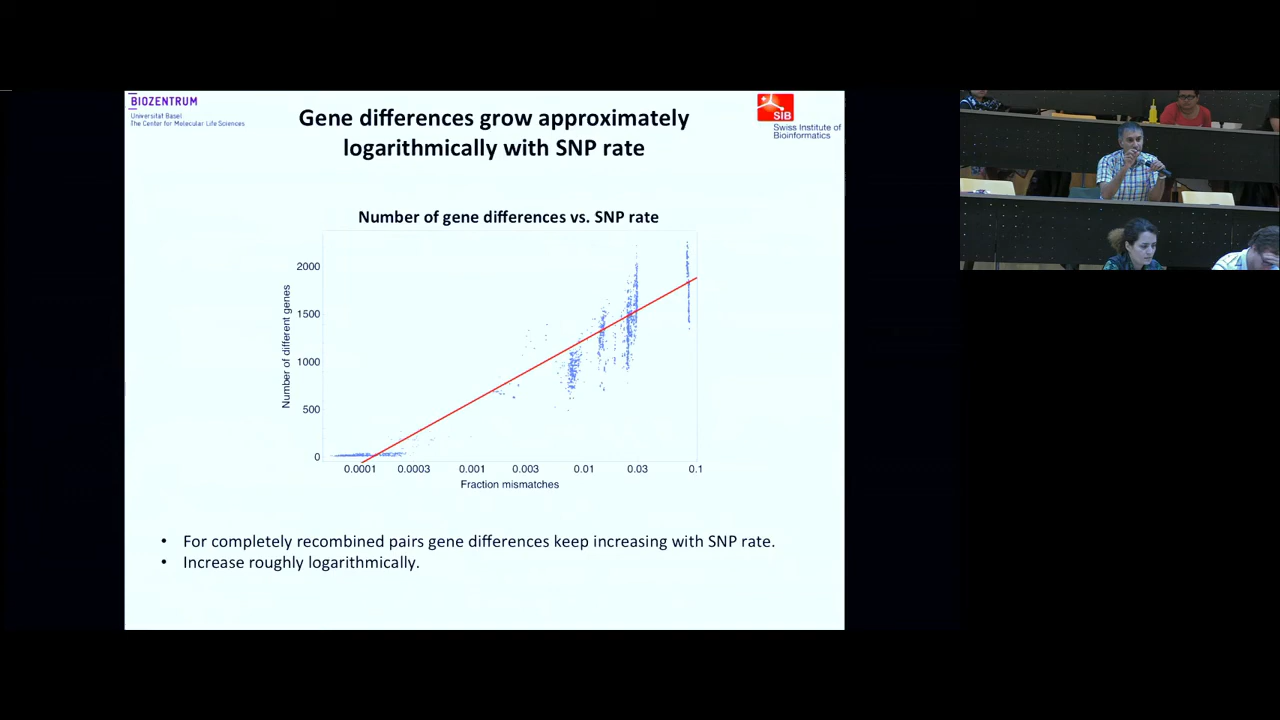 BIOZENTRUM
Universität Basel
The Center for Molecular Life Sciences
Gene differences grow approximately
logarithmically with SNP rate
SIB
Swiss Institute of
Bioinformatics
Number of gene differences vs. SNP rate
Number of different genes
2000
1500
1000
500
0
0.0001 0.0003 0.001 0.003 0.01 0.03 0.1
Fraction mismatches
• For completely recombined pairs gene differences keep increasing with SNP rate.
• Increase roughly logarithmically.